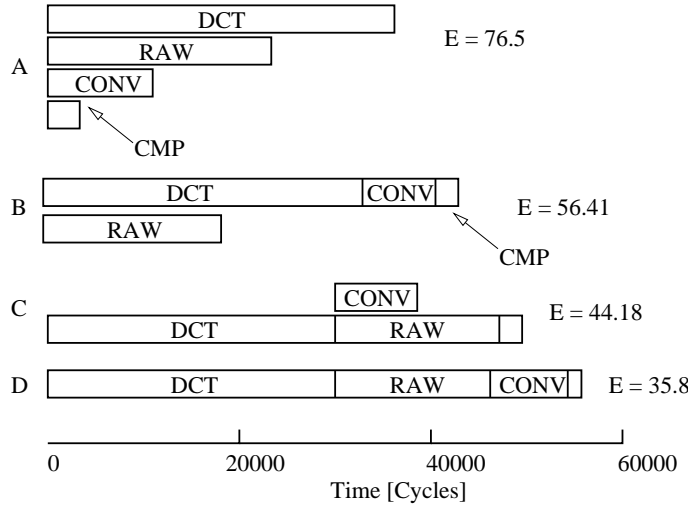 DCT
E = 76.5
RAW
A
CONV
CMP
DCT
CONV
B
E = 56.41
RAW
CMP
CONV
C
E = 44.18
DCT
RAW
D
DCT
RAW
CONV
E = 35.8
0
20000
40000
60000
Time [Cycles]